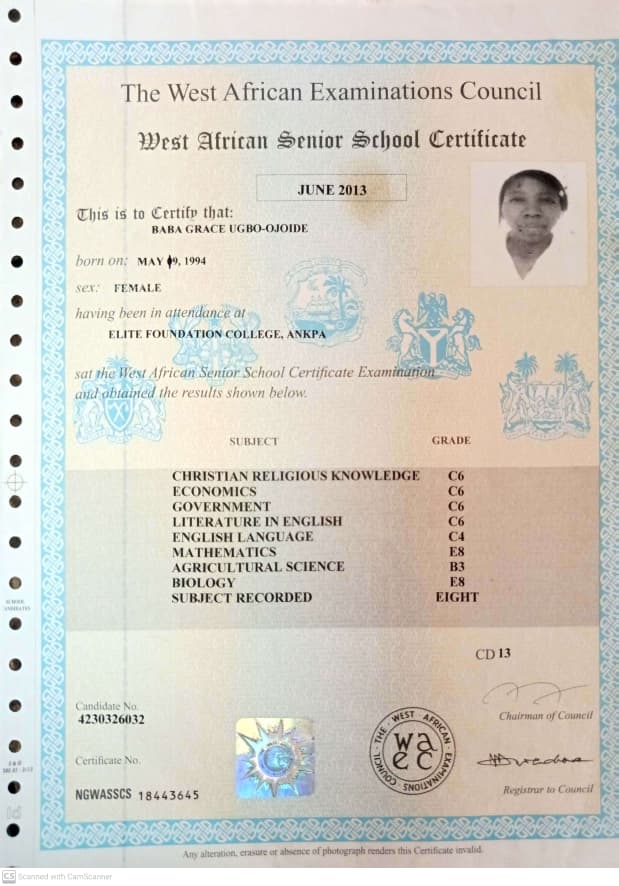 The West African Examinations Council
West African Senior School Certificate
JUNE 2013
This is to Certify that:
BABA GRACE UGBO-OJOIDE
born on: MAY 09, 1994
sex: FEMALE
having been in attendance at
ELITE FOUNDATION COLLEGE, ANKPA
sat the West African Senior School Certificate Examination
and obtained the results shown below.
SUBJECT GRADE
CHRISTIAN RELIGIOUS KNOWLEDGE C6
ECONOMICS C6
GOVERNMENT C6
LITERATURE IN ENGLISH C6
ENGLISH LANGUAGE C4
MATHEMATICS E8
AGRICULTURAL SCIENCE B3
BIOLOGY E8
SUBJECT RECORDED EIGHT
SCHOOL
CANDIDATES
CD 13
Candidate No.
4230326032
Chairman of Council
THE WEST AFRICAN EXAMINATIONS COUNCIL
wa
ec
Certificate No.
NGWASSCS 18443645
Registrar to Council
Any alteration, erasure or absence of photograph renders this Certificate invalid.
CS Scanned with CamScanner